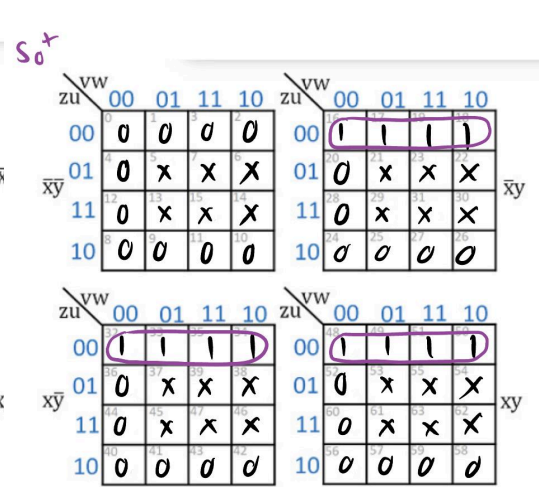 S₀⁺
vw vw
zu 00 01 11 10 zu 00 01 11 10
00 0 0 0 0 00 1 1 1 1
x̅y̅ 01 0 x x x 01 0 x x x x̅y
11 0 x x x 11 0 x x x
10 0 0 0 0 10 0 0 0 0
vw vw
zu 00 01 11 10 zu 00 01 11 10
00 1 1 1 1 00 1 1 1 1
xy̅ 01 0 x x x 01 0 x x x xy
11 0 x x x 11 0 x x x
10 0 0 0 0 10 0 0 0 0